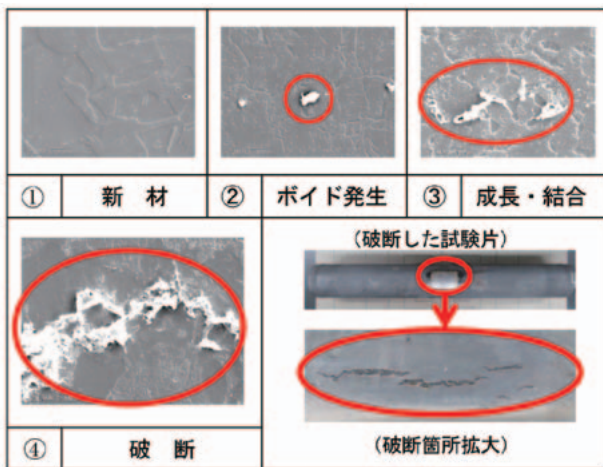 ① 新 材
② ボイド発生
③ 成長・結合
(破断した試験片)
④ 破 断
(破断箇所拡大)